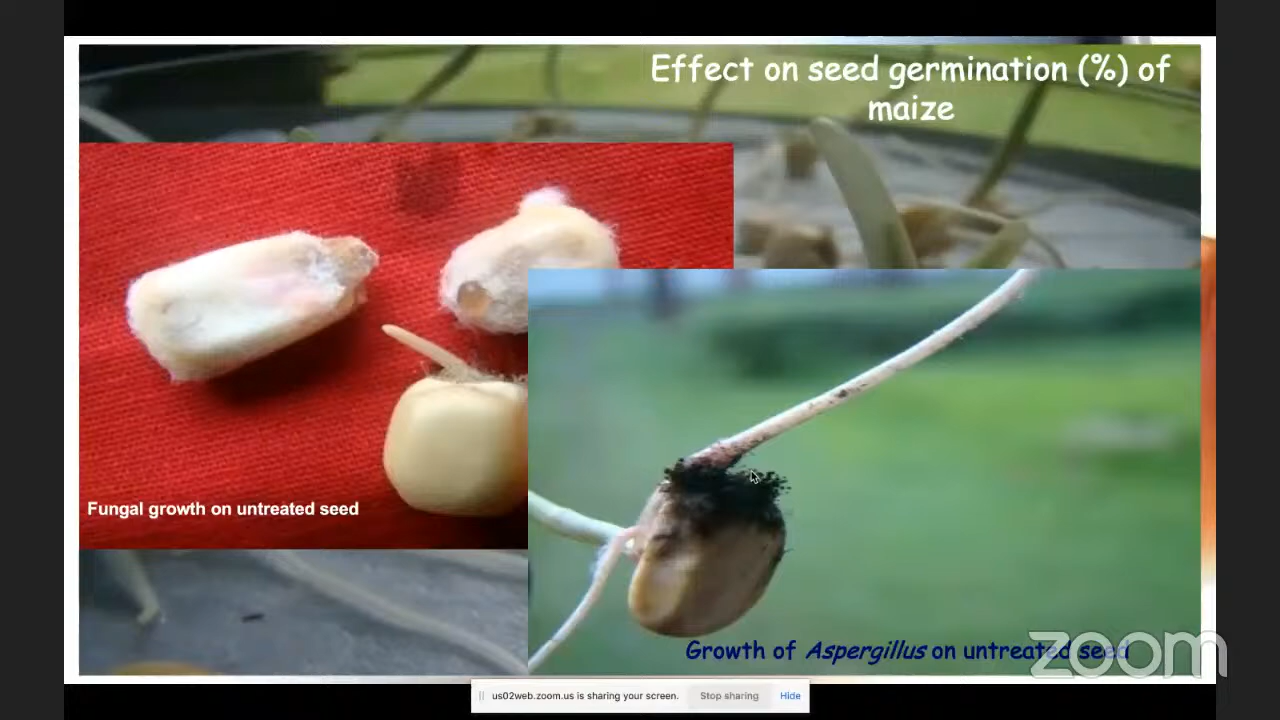 Effect on seed germination (%) of
maize
Fungal growth on untreated seed
Growth of Aspergillus on untreated seed
zoom
us02web.zoom.us is sharing your screen.
Stop sharing
Hide